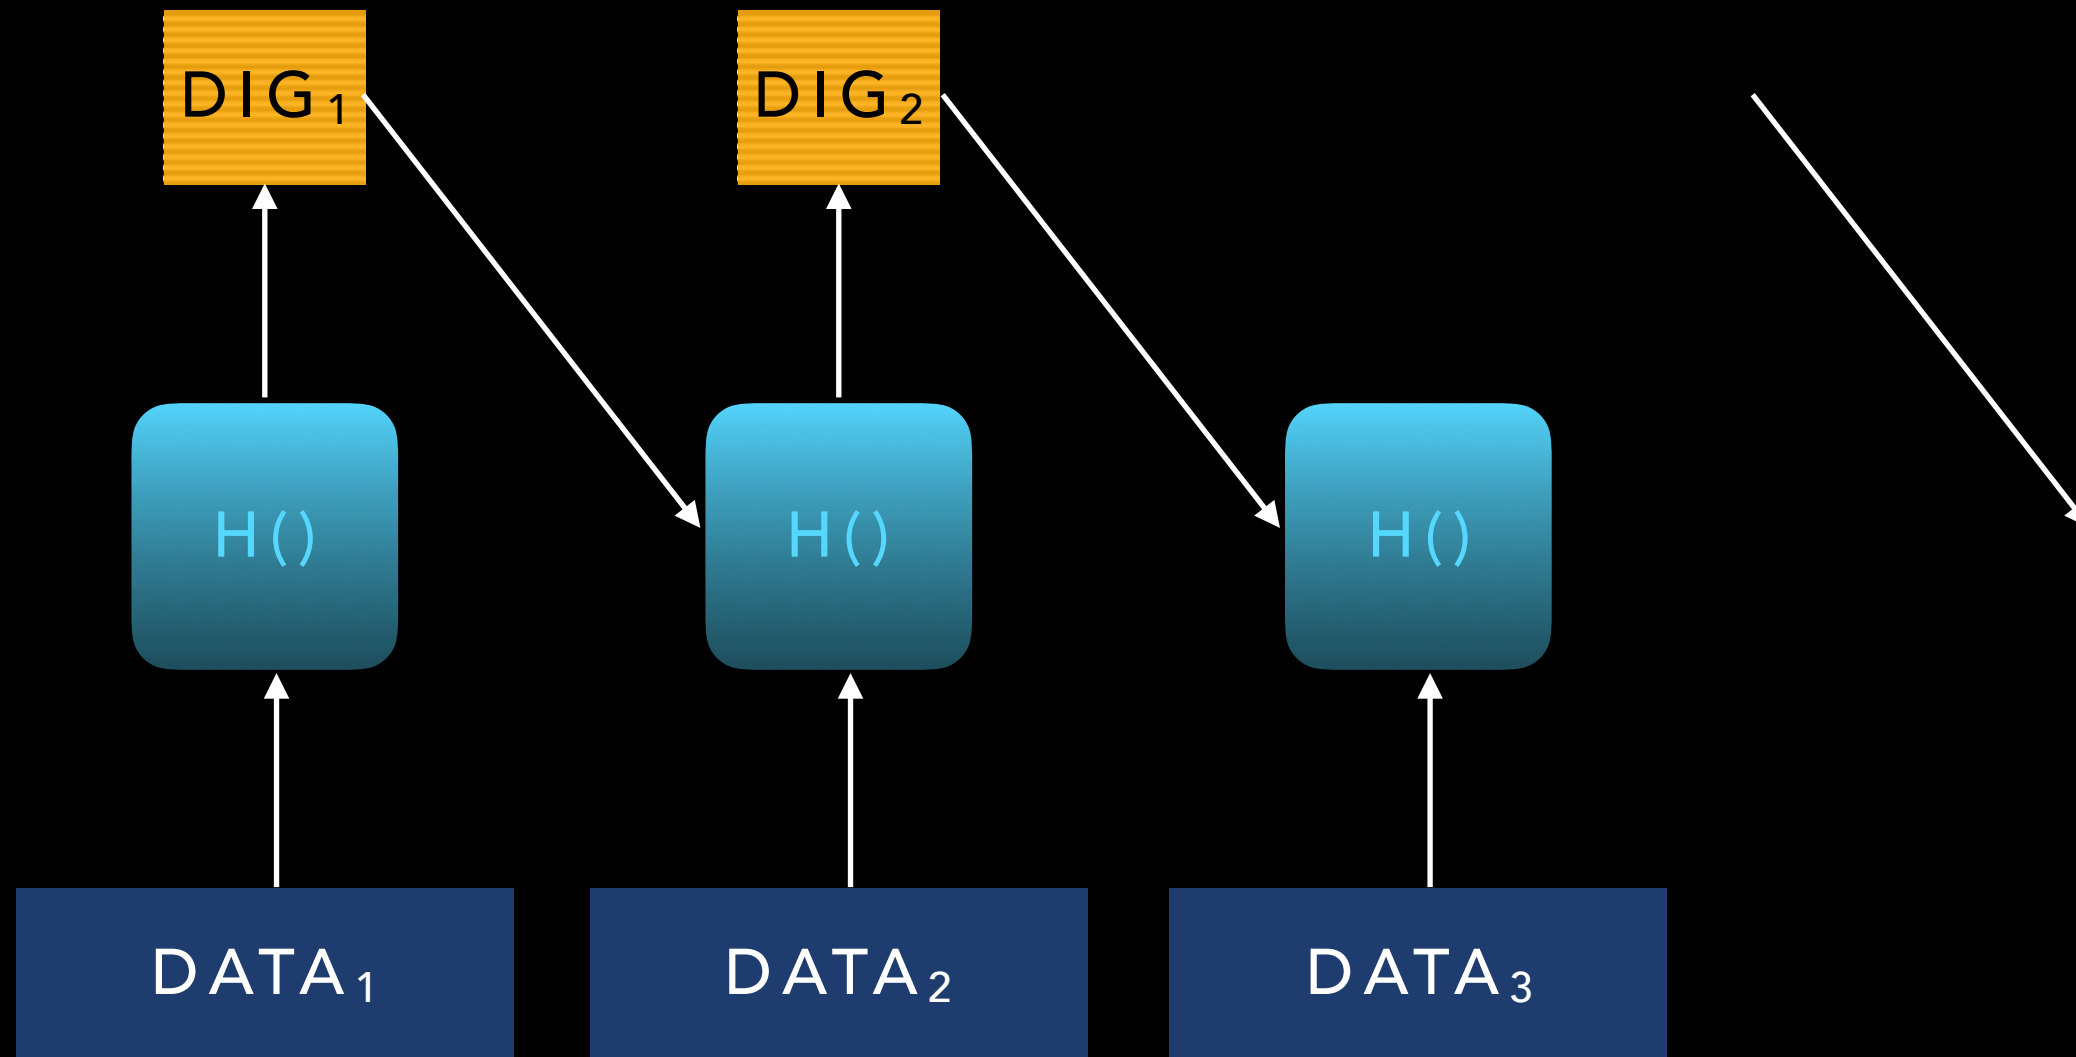 DIG₁ DIG₂
H() H() H()
DATA₁ DATA₂ DATA₃